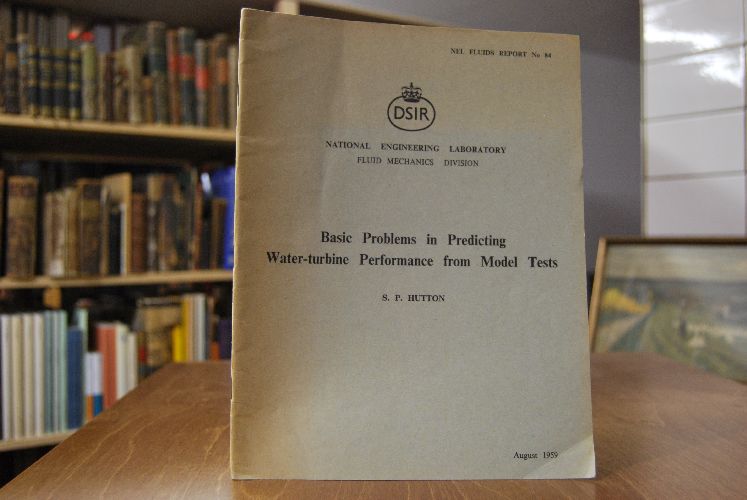 NEL FLUIDS REPORT No 84
DSIR
NATIONAL ENGINEERING LABORATORY
FLUID MECHANICS DIVISION
Basic Problems in Predicting
Water-turbine Performance from Model Tests
S. P. HUTTON
August 1959